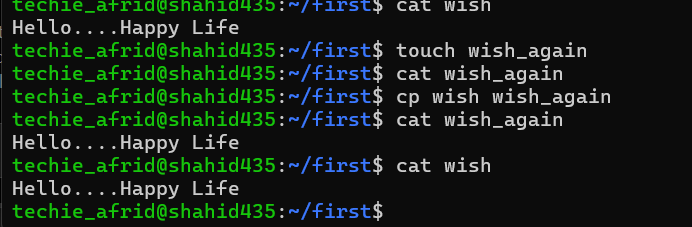 techie_afrid@shahid435:~/first$ cat wish
Hello....Happy Life
techie_afrid@shahid435:~/first$ touch wish_again
techie_afrid@shahid435:~/first$ cat wish_again
techie_afrid@shahid435:~/first$ cp wish wish_again
techie_afrid@shahid435:~/first$ cat wish_again
Hello....Happy Life
techie_afrid@shahid435:~/first$ cat wish
Hello....Happy Life
techie_afrid@shahid435:~/first$